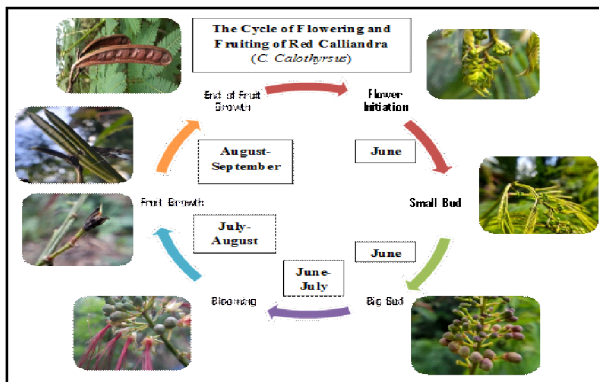 The Cycle of Flowering and
Fruiting of Red Calliandra
(C. Calothyrsus)
End of Fruit
Growth
Flower
Initiation
August-
September
June
Fruit Growth
Small Bud
July-
August
June
June-
July
Blooming
Big Bud